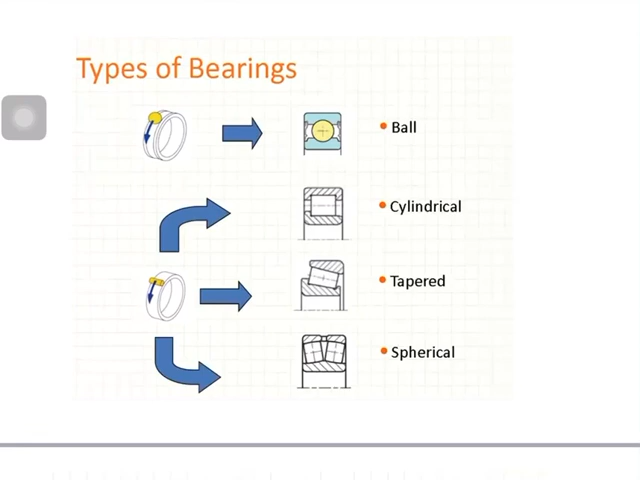 Types of Bearings
• Ball
• Cylindrical
• Tapered
• Spherical